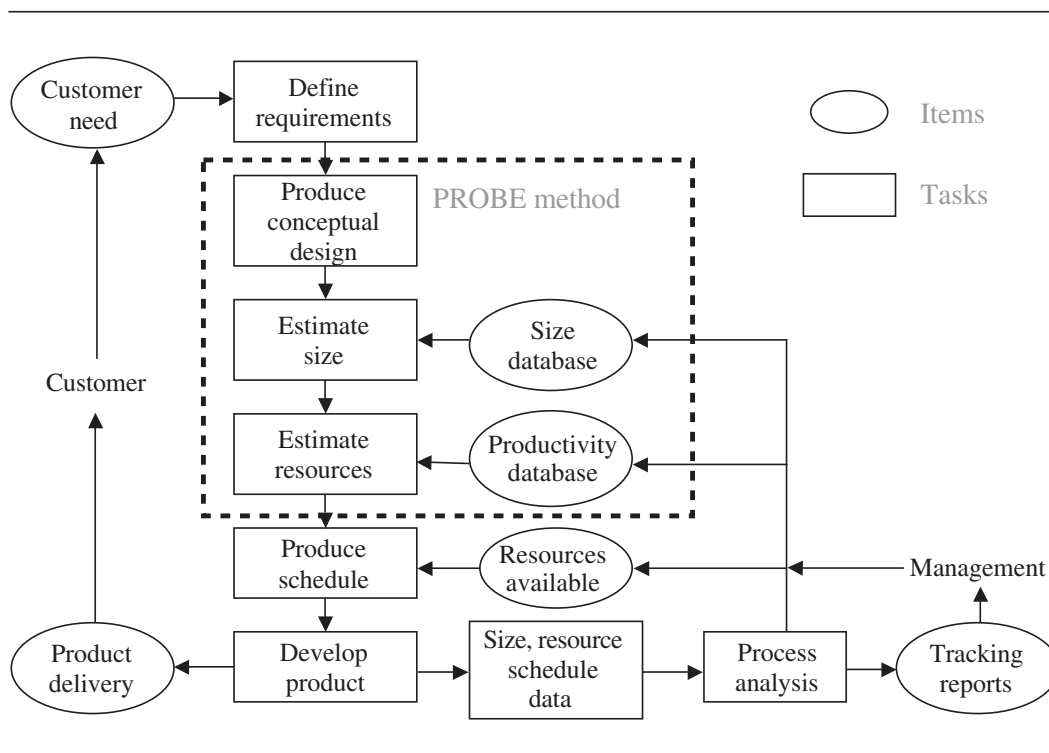 Customer
need
Define
requirements
Items
Produce
conceptual
design
PROBE method
Tasks
Estimate
size
Size
database
Customer
Estimate
resources
Productivity
database
Produce
schedule
Resources
available
Management
Product
delivery
Develop
product
Size, resource
schedule
data
Process
analysis
Tracking
reports